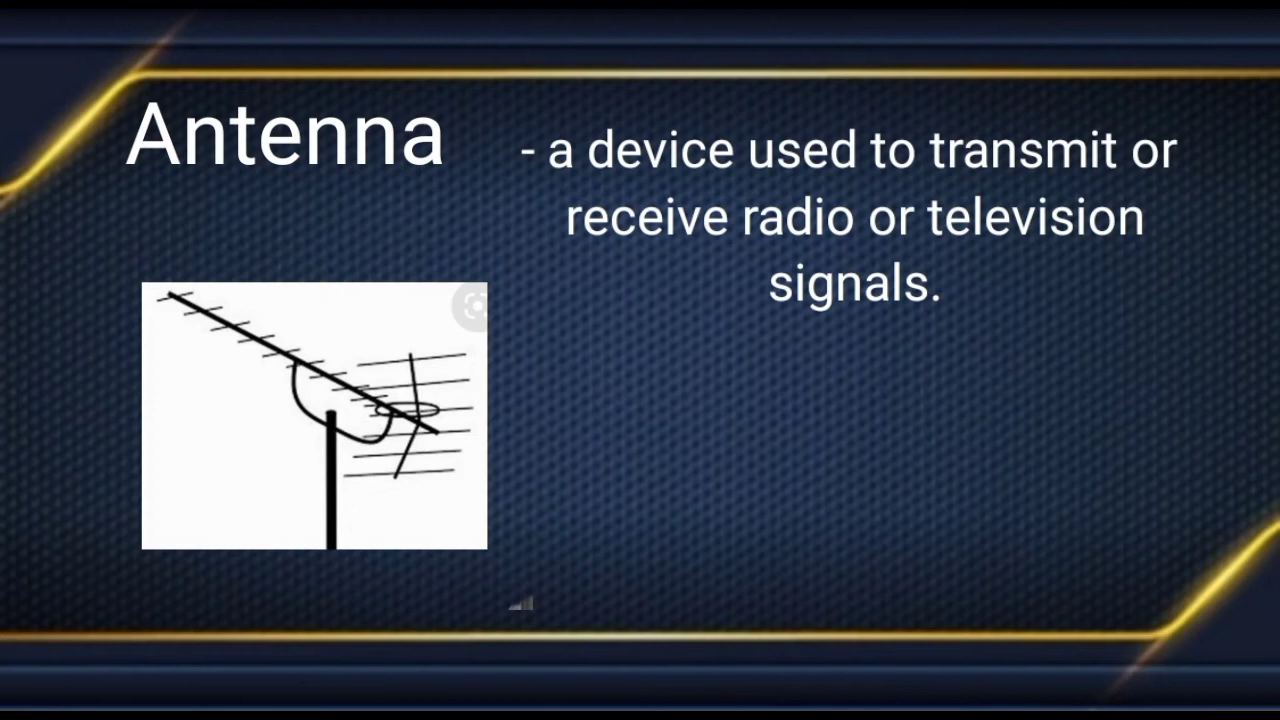 Antenna
- a device used to transmit or
receive radio or television
signals.